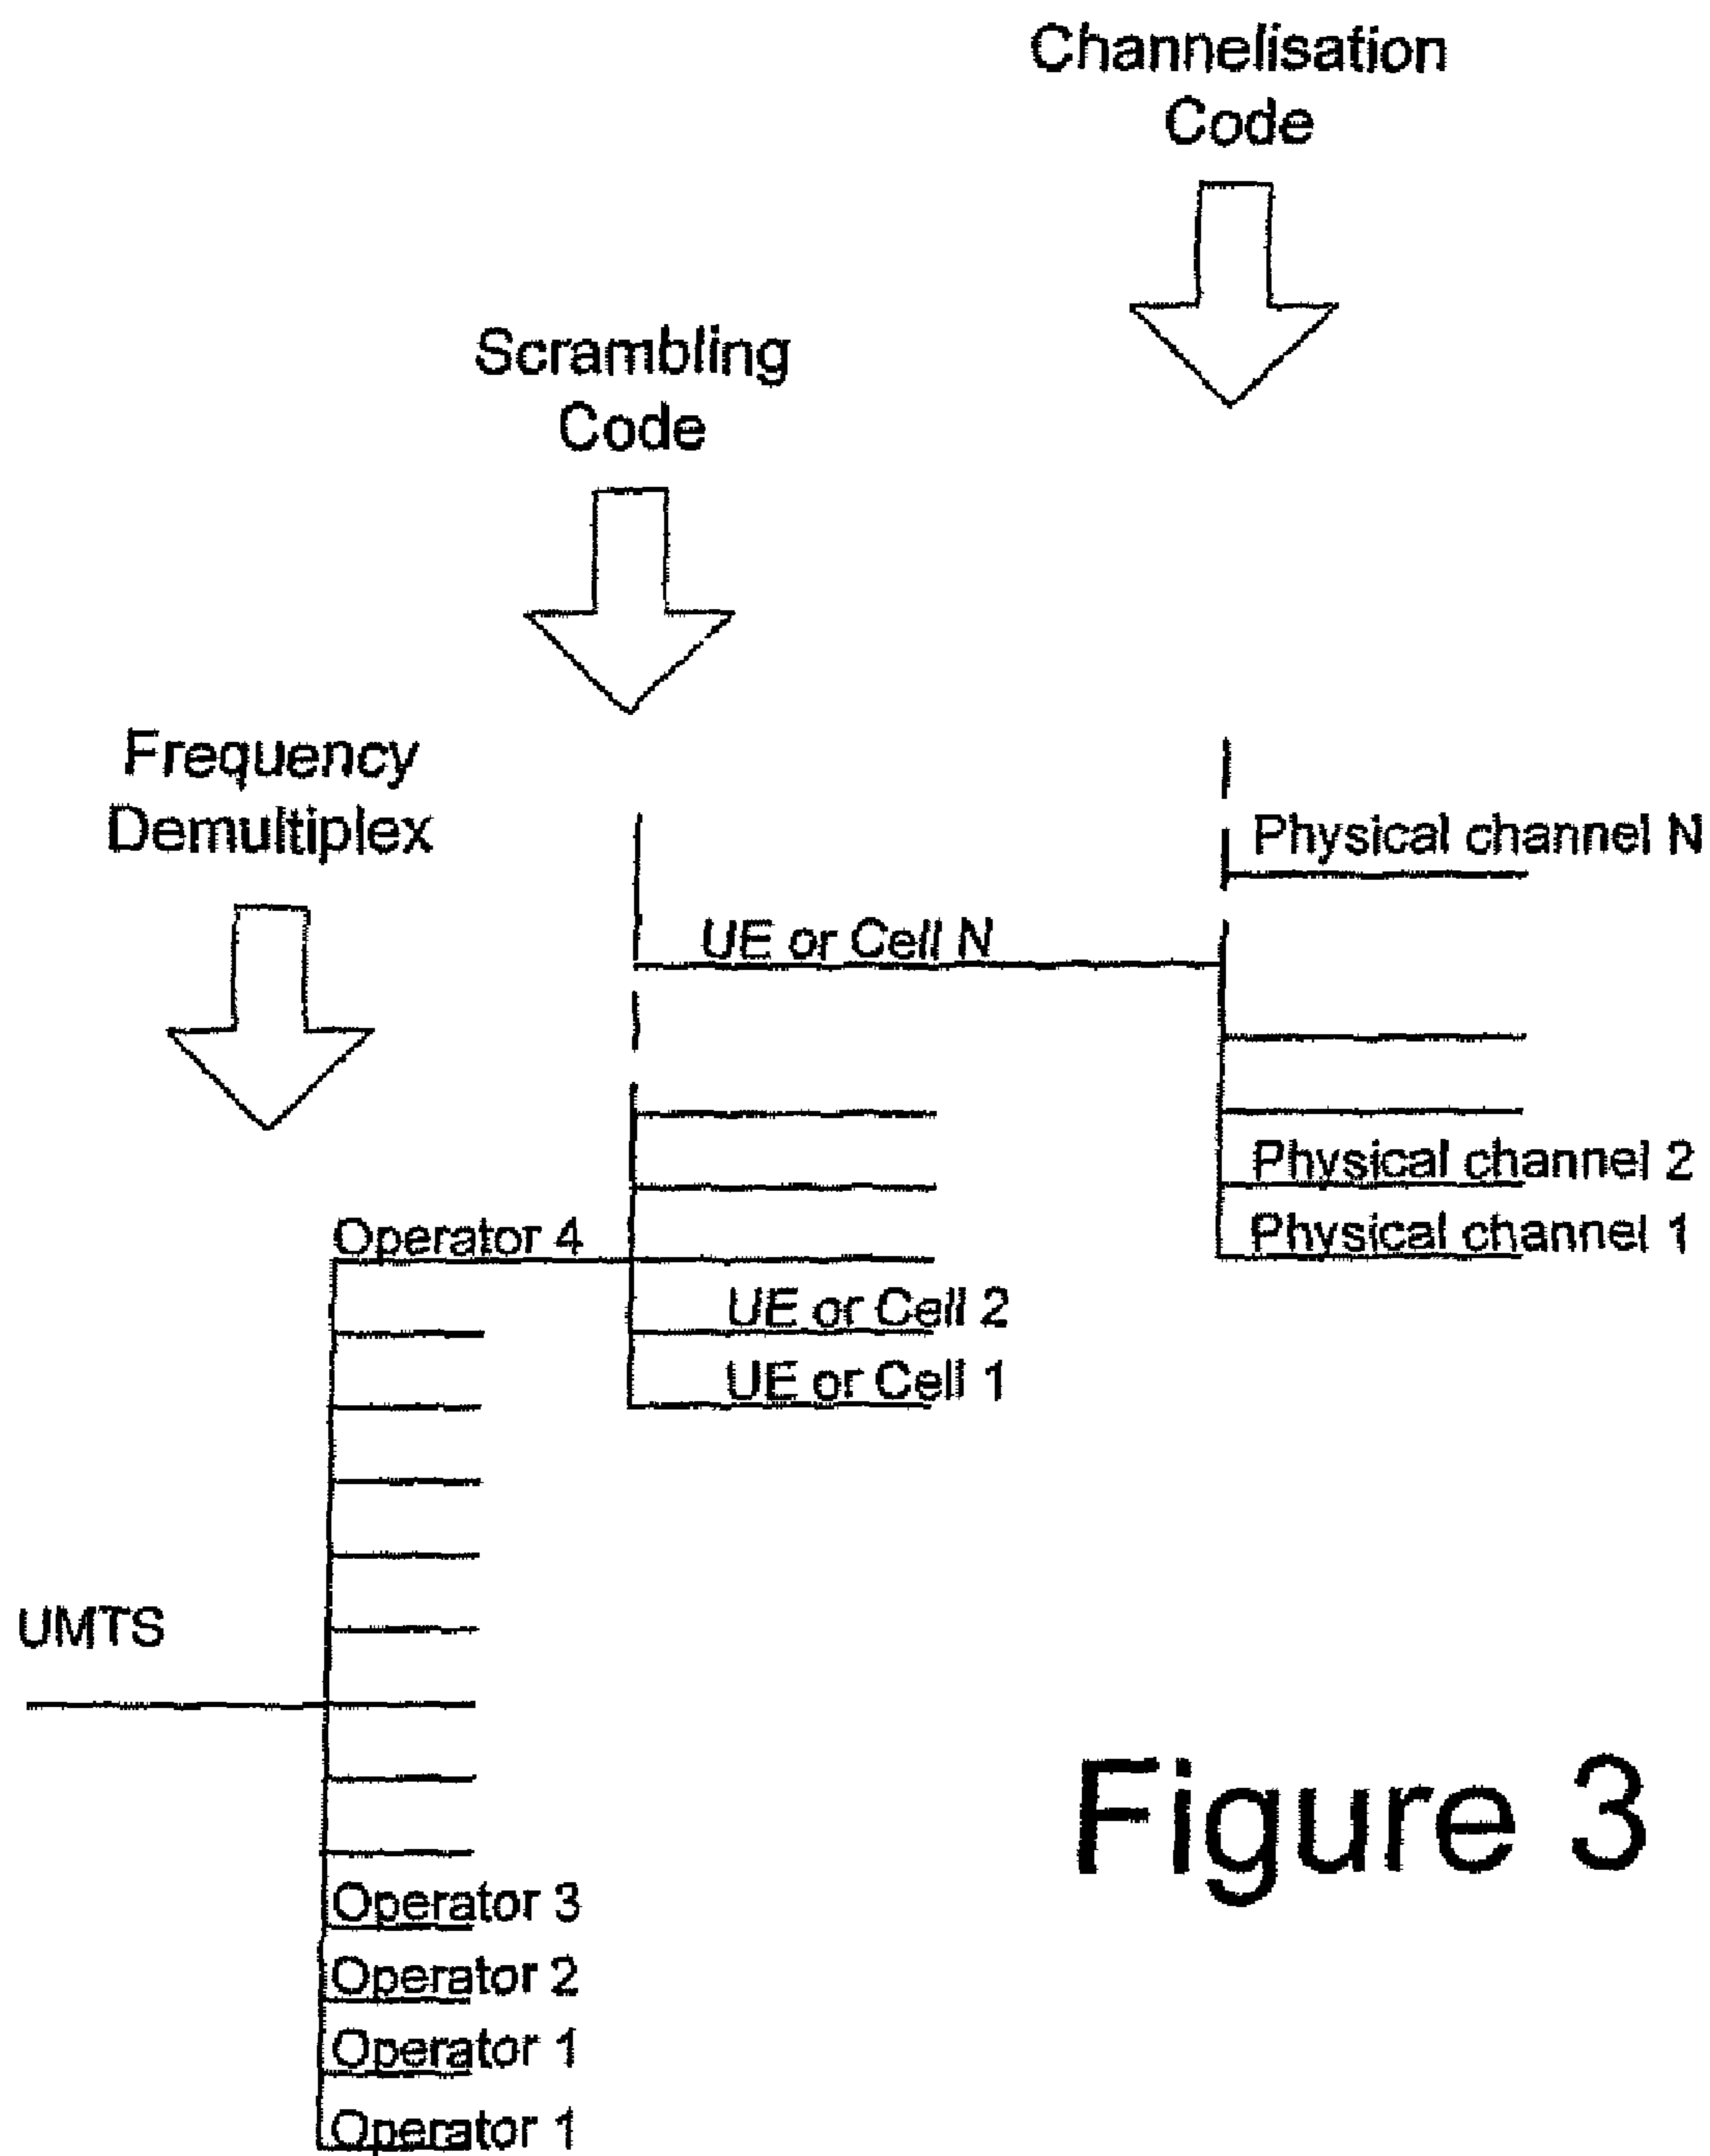 Channelisation
Code
Scrambling
Code
Frequency
Demultiplex
Physical channel N
UE or Cell N
Physical channel 2
Physical channel 1
Operator 4
UE or Cell 2
UE or Cell 1
UMTS
Figure 3
Operator 3
Operator 2
Operator 1
Operator 1